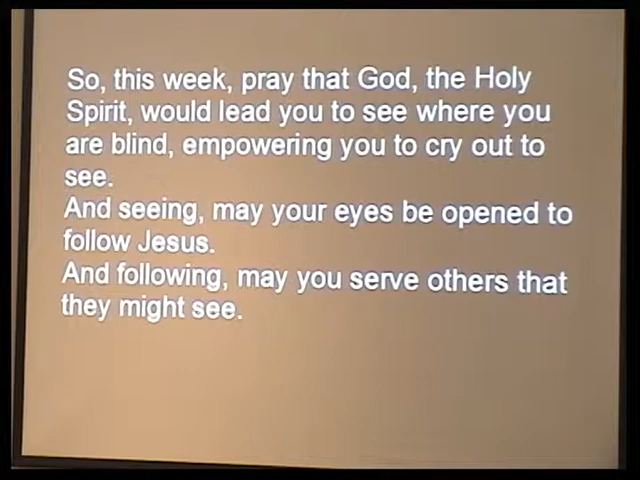 So, this week, pray that God, the Holy
Spirit, would lead you to see where you
are blind, empowering you to cry out to
see.
And seeing, may your eyes be opened to
follow Jesus.
And following, may you serve others that
they might see.